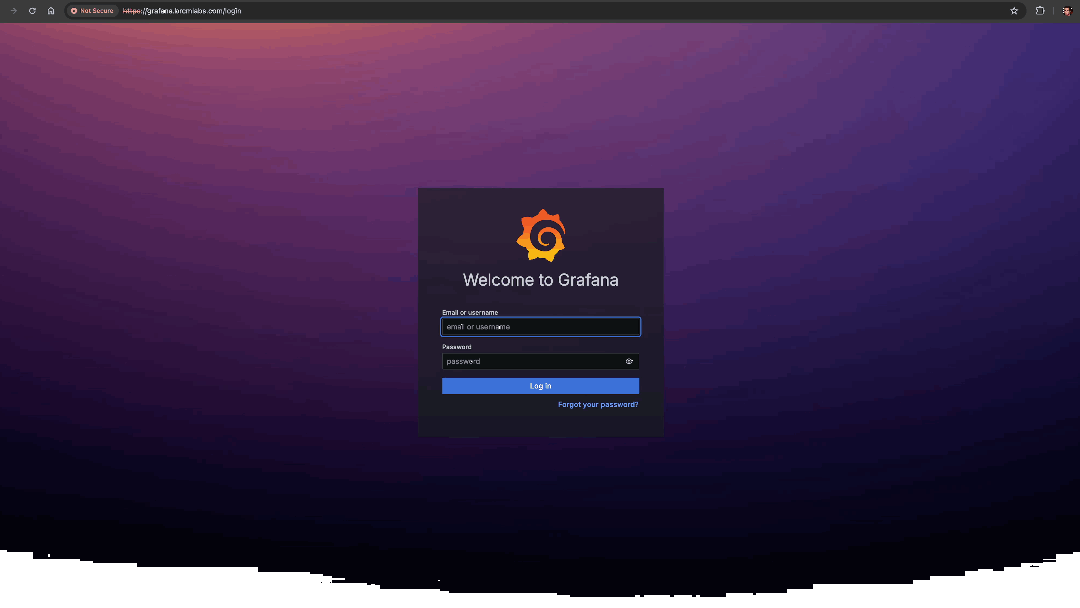 Not Secure https://grafana.lorcmlabs.com/login
Welcome to Grafana
Email or username
email or username
Password
password
Log in
Forgot your password?